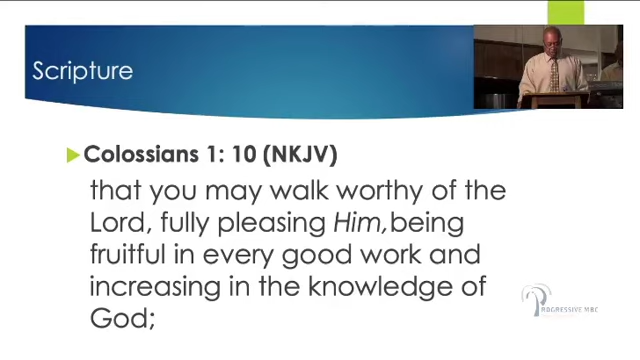 Scripture
Colossians 1: 10 (NKJV)
that you may walk worthy of the
Lord, fully pleasing Him,being
fruitful in every good work and
increasing in the knowledge of
God;
PROGRESSIVE MBC